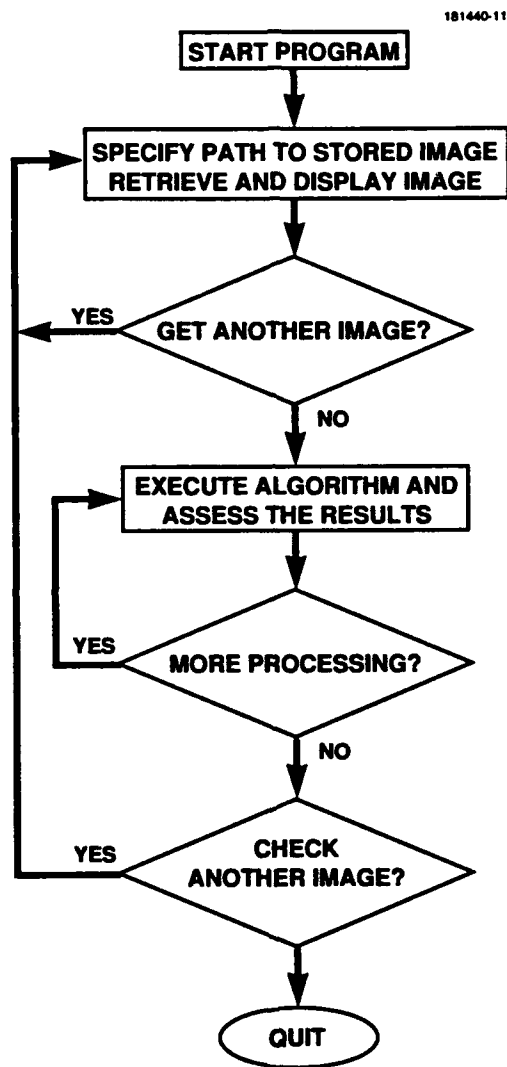 181440-11
START PROGRAM
SPECIFY PATH TO STORED IMAGE
RETRIEVE AND DISPLAY IMAGE
YES
GET ANOTHER IMAGE?
NO
EXECUTE ALGORITHM AND
ASSESS THE RESULTS
YES
MORE PROCESSING?
NO
YES
CHECK
ANOTHER IMAGE?
QUIT